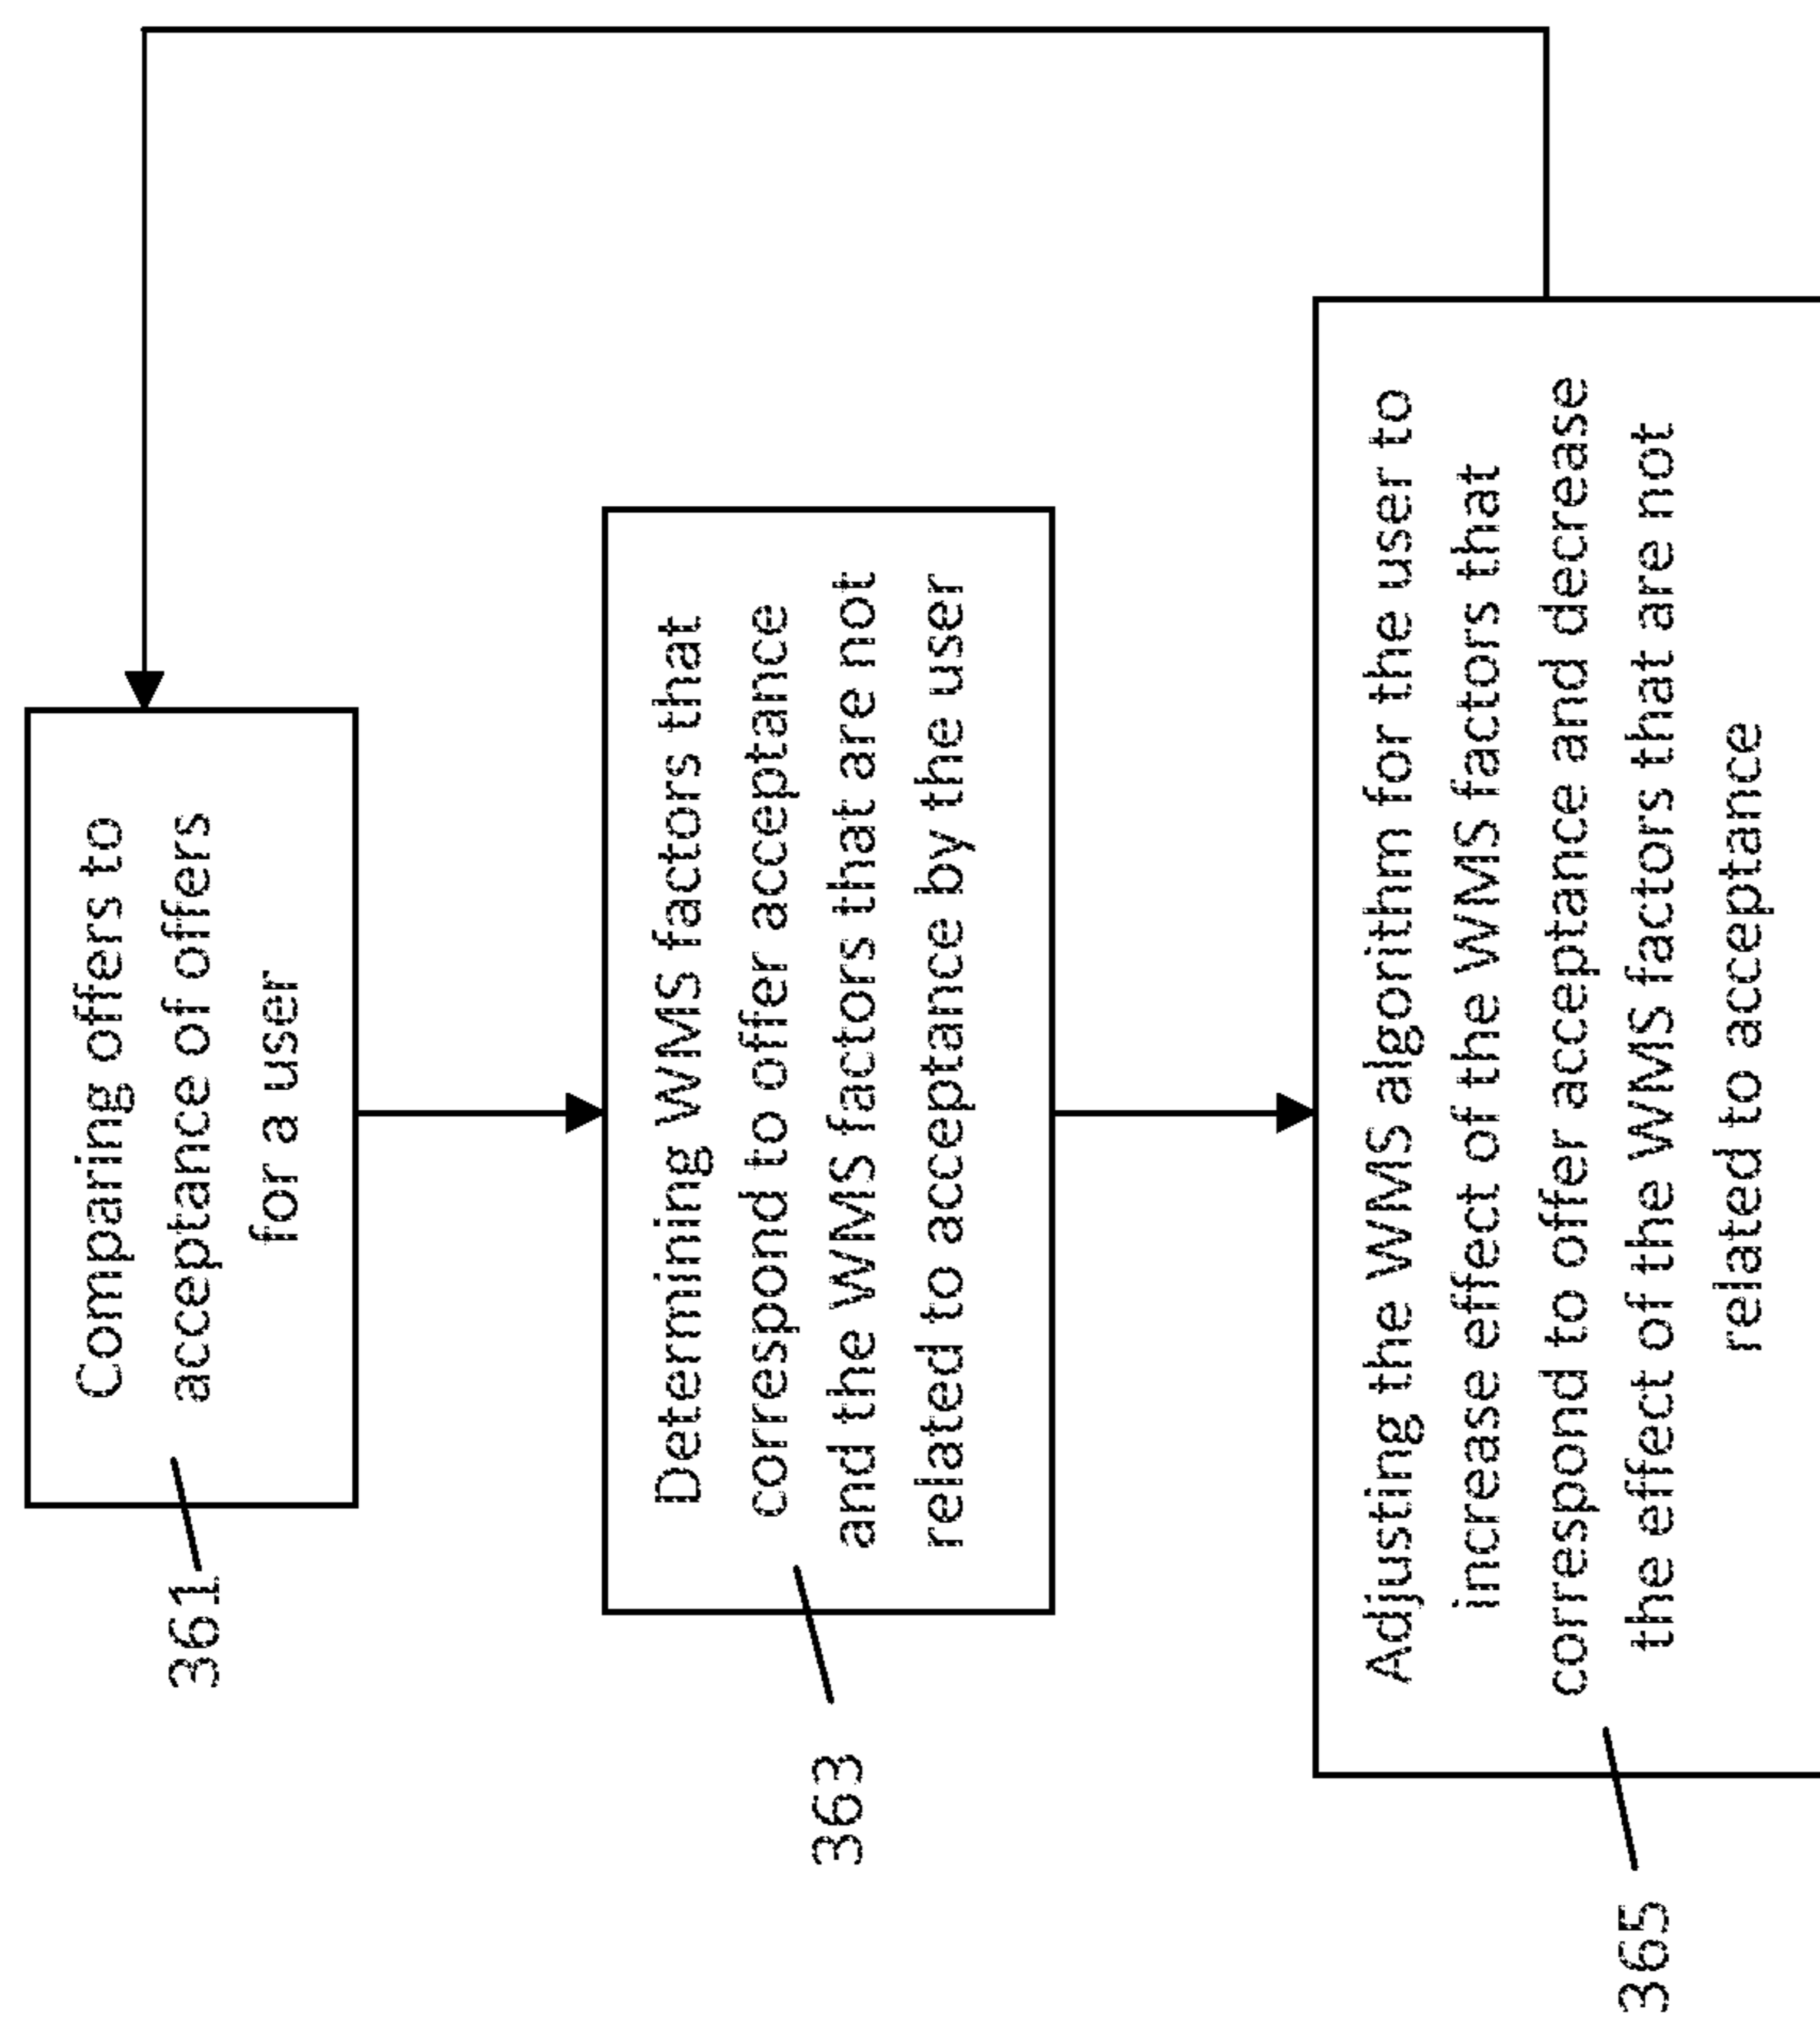 Comparing offers to
acceptance of offers
for a user
361
Determining WMS factors that
correspond to offer acceptance
and the WMS factors that are not
related to acceptance by the user
363
Adjusting the WMS algorithm for the user to
increase effect of the WMS factors that
correspond to offer acceptance and decrease
the effect of the WMS factors that are not
related to acceptance
365